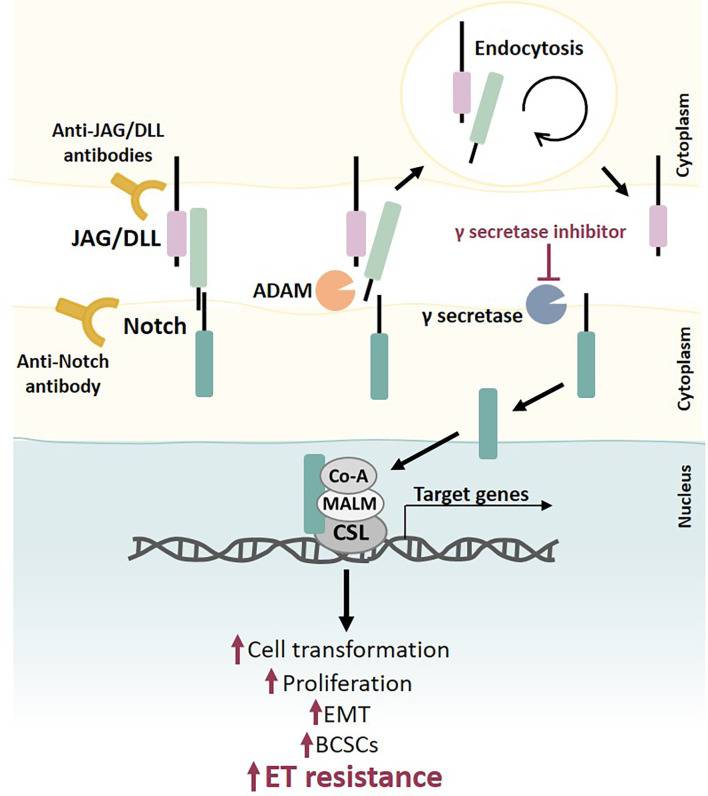 Endocytosis
Cytoplasm
Anti-JAG/DLL
antibodies
JAG/DLL
γ secretase inhibitor
ADAM
γ secretase
Notch
Anti-Notch
antibody
Cytoplasm
Nucleus
Co-A
MALM
CSL
Target genes
Cell transformation
Proliferation
EMT
BCSCs
ET resistance